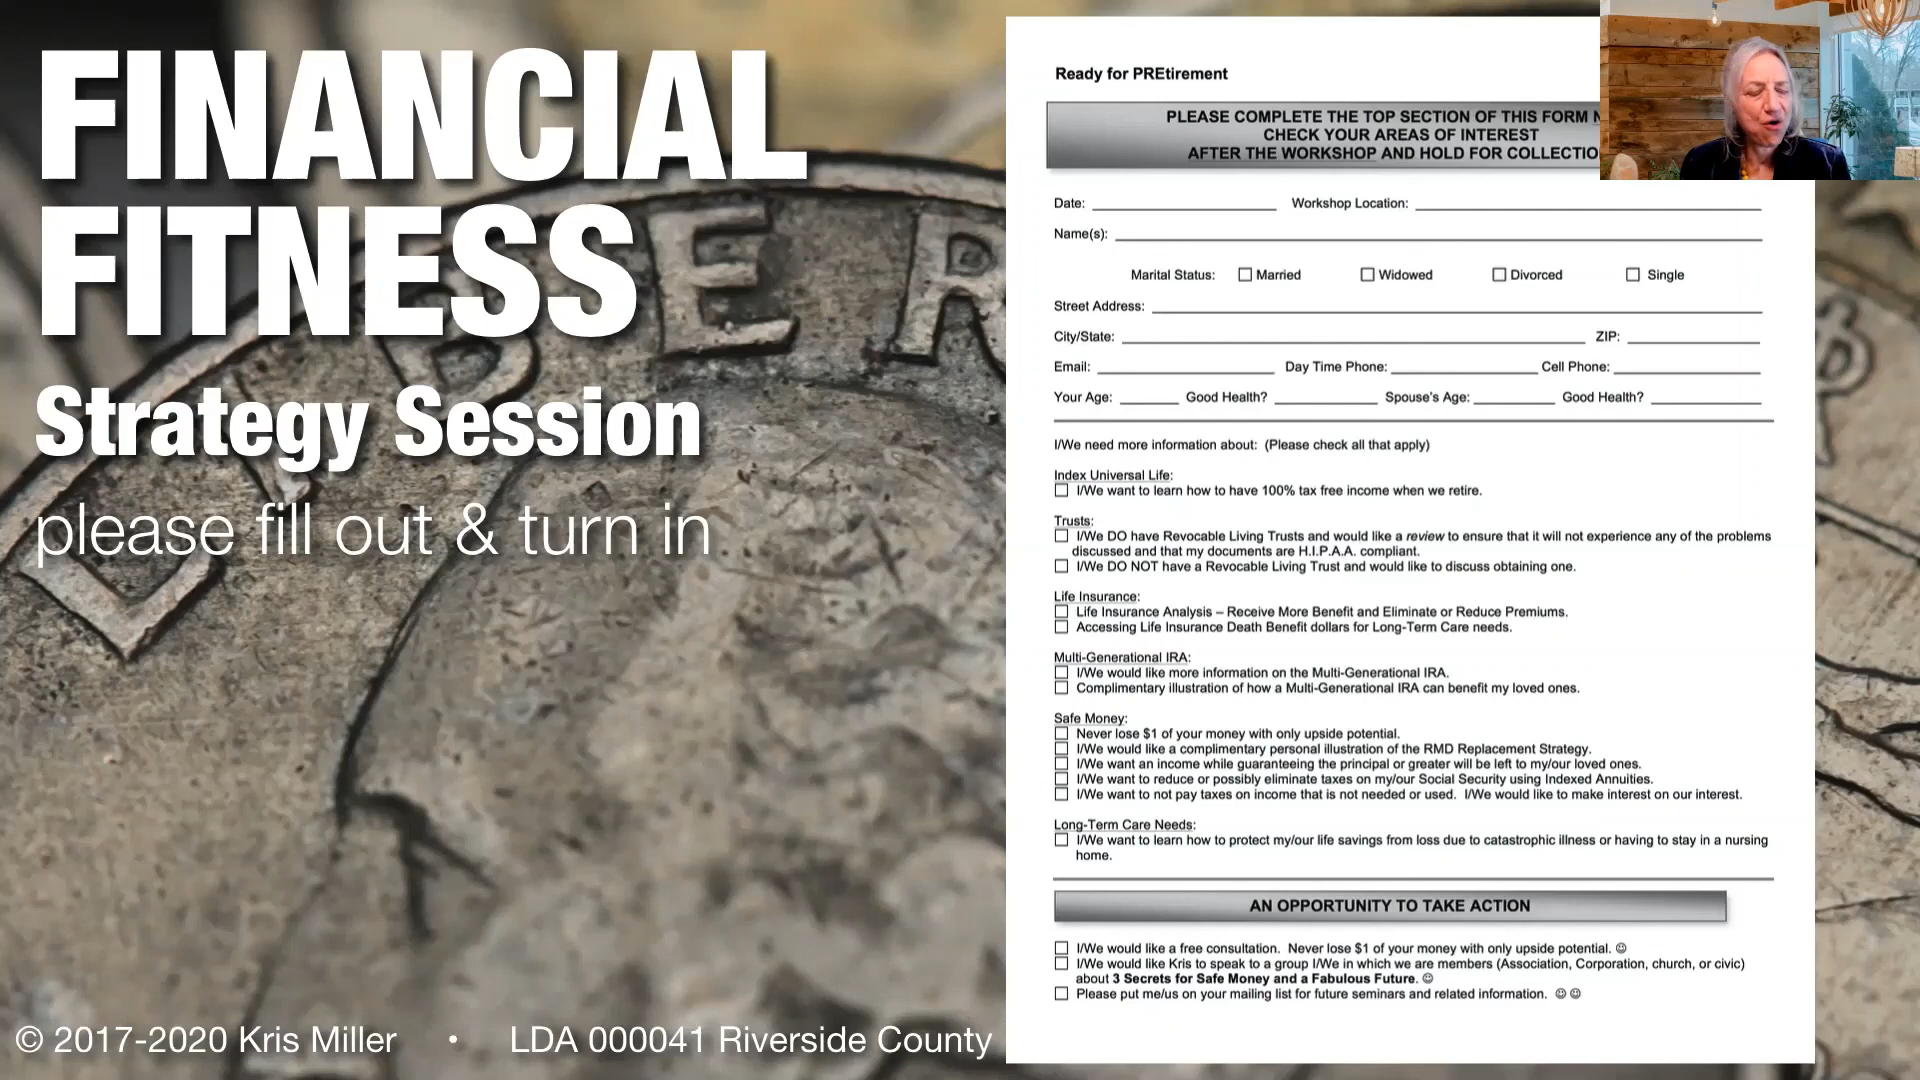 FINANCIAL
FITNESS
Strategy Session
please fill out & turn in
© 2017-2020 Kris Miller • LDA 000041 Riverside County
Ready for PREtirement
PLEASE COMPLETE THE TOP SECTION OF THIS FORM
CHECK YOUR AREAS OF INTEREST
AFTER THE WORKSHOP AND HOLD FOR
Date: Workshop Location:
Name(s):
Marital Status: ☐ Married ☐ Widowed ☐ Divorced ☐ Single
Street Address:
City/State: ZIP:
Email: Day Time Phone: Cell Phone:
Your Age: Good Health? Spouse's Age: Good Health?
I/We need more information about: (Please check all that apply)
Index Universal Life:
☐ I/We want to learn how to have 100% tax free income when we retire.
Trusts:
☐ I/We DO have Revocable Living Trusts and would like a review to ensure that it will not experience any of the problems
discussed and that my documents are H.I.P.A.A. compliant.
☐ I/We DO NOT have a Revocable Living Trust and would like to discuss obtaining one.
Life Insurance:
☐ Life Insurance Analysis – Receive More Benefit and Eliminate or Reduce Premiums.
☐ Accessing Life Insurance Death Benefit dollars for Long-Term Care needs.
Multi-Generational IRA:
☐ I/We would like more information on the Multi-Generational IRA.
☐ Complimentary illustration of how a Multi-Generational IRA can benefit my loved ones.
Safe Money:
☐ Never lose $1 of your money with only upside potential.
☐ I/We would like a complimentary personal illustration of the RMD Replacement Strategy.
☐ I/We want an income while guaranteeing the principal or greater will be left to my/our loved ones.
☐ I/We want to reduce or possibly eliminate taxes on my/our Social Security using Indexed Annuities.
☐ I/We want to not pay taxes on income that is not needed or used. I/We would like to make interest on our interest.
Long-Term Care Needs:
☐ I/We want to learn how to protect my/our life savings from loss due to catastrophic illness or having to stay in a nursing
home.
AN OPPORTUNITY TO TAKE ACTION
☐ I/We would like a free consultation. Never lose $1 of your money with only upside potential. ☺
☐ I/We would like Kris to speak to a group I/We in which we are members (Association, Corporation, church, or civic)
about 3 Secrets for Safe Money and a Fabulous Future. ☺
☐ Please put me/us on your mailing list for future seminars and related information. ☺ ☺